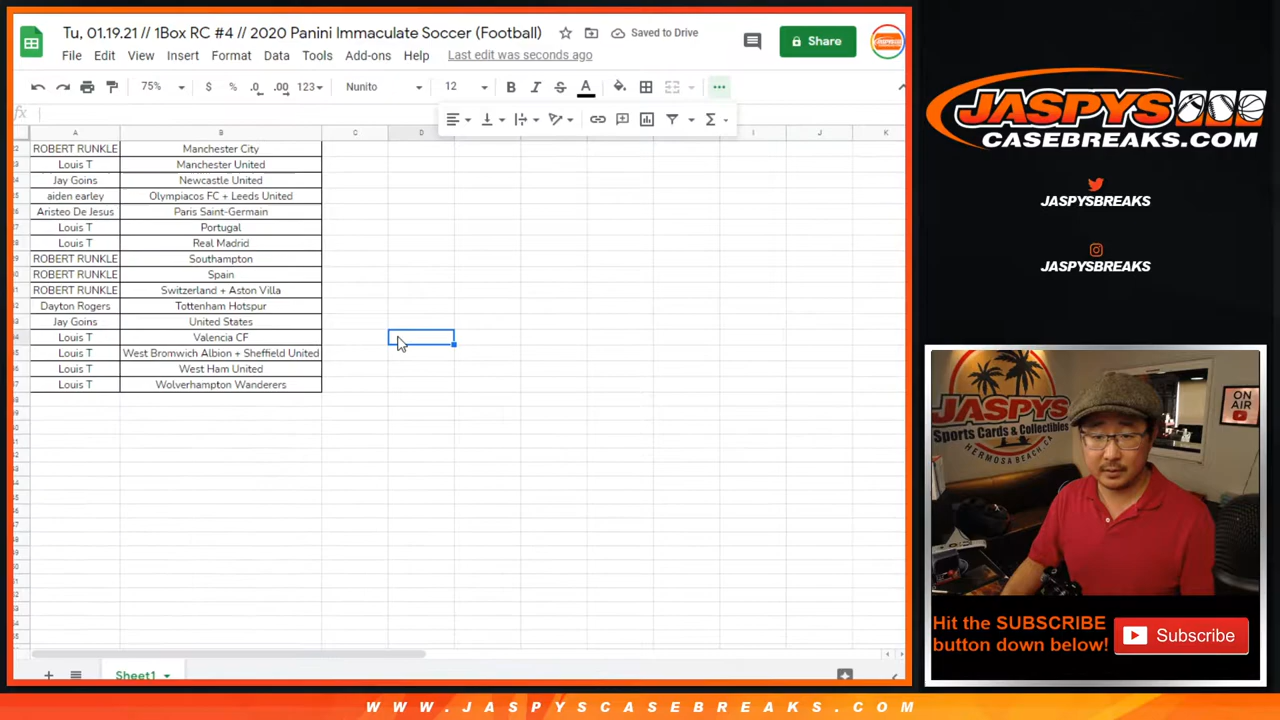 Tu, 01.19.21 // 1Box RC #4 // 2020 Panini Immaculate Soccer (Football)
Saved to Drive
Share
File Edit View Insert Format Data Tools Add-ons Help Last edit was seconds ago
75% $ % .0 .00 123 Nunito 12 B I S A
fx
A B C D I J K
ROBERT RUNKLE Manchester City
Louis T Manchester United
Jay Goins Newcastle United
aiden earley Olympiacos FC + Leeds United
Aristeo De Jesus Paris Saint-Germain
Louis T Portugal
Louis T Real Madrid
ROBERT RUNKLE Southampton
ROBERT RUNKLE Spain
ROBERT RUNKLE Switzerland + Aston Villa
Dayton Rogers Tottenham Hotspur
Jay Goins United States
Louis T Valencia CF
Louis T West Bromwich Albion + Sheffield United
Louis T West Ham United
Louis T Wolverhampton Wanderers
Sheet1
JASPYS
CASEBREAKS.COM
JASPYSBREAKS
JASPYSBREAKS
JASPYS
Sports Cards & Collectibles
HERMOSA BEACH, CA
ON
AIR
Hit the SUBSCRIBE
button down below!
Subscribe
WWW.JASPYSCASEBREAKS.COM